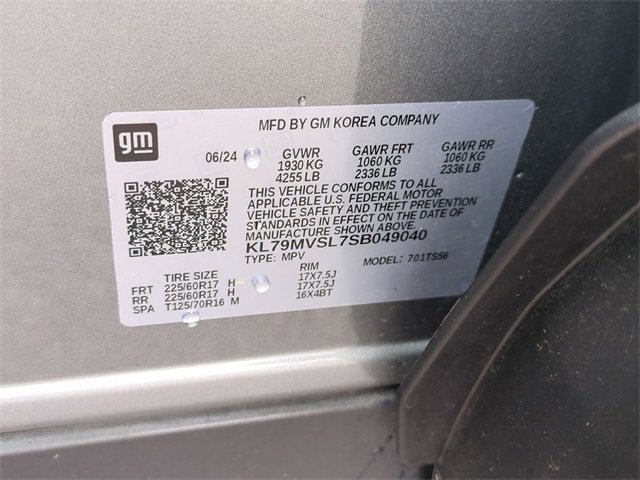 gm
MFD BY GM KOREA COMPANY
06/24 GVWR GAWR FRT GAWR RR
1930 KG 1060 KG 1060 KG
4255 LB 2336 LB 2336 LB
THIS VEHICLE CONFORMS TO ALL
APPLICABLE U.S. FEDERAL MOTOR
VEHICLE SAFETY AND THEFT PREVENTION
STANDARDS IN EFFECT ON THE DATE OF
MANUFACTURE SHOWN ABOVE.
KL79MVSL7SB049040
TYPE: MPV MODEL: 701TS56
TIRE SIZE RIM
FRT 225/60R17 H 17X7.5J
RR 225/60R17 H 17X7.5J
SPA T125/70R16 M 16X4BT